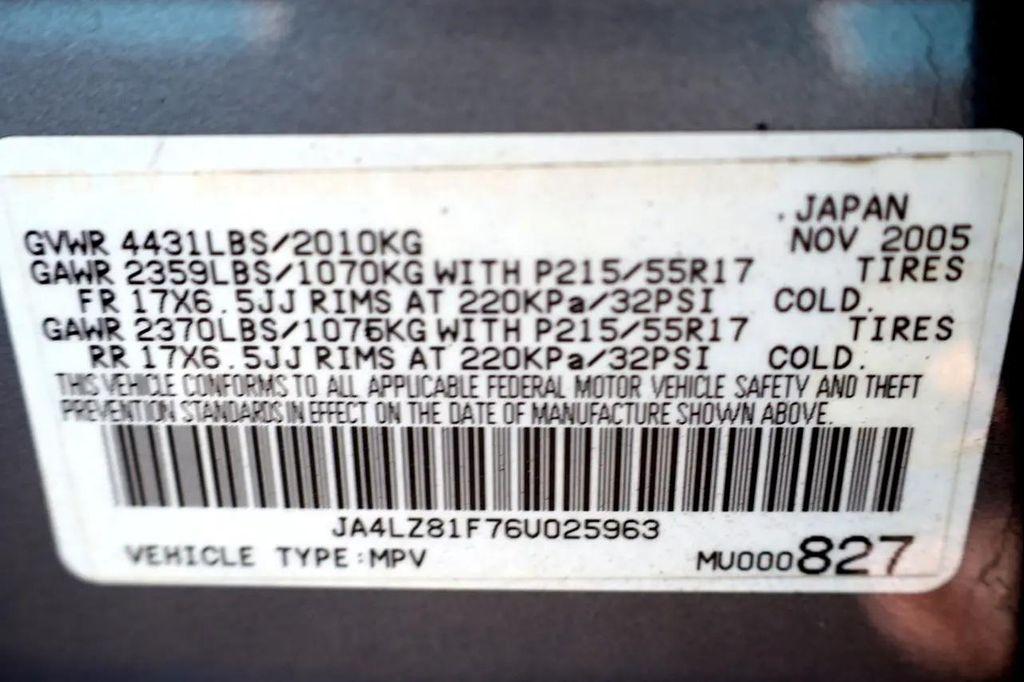 JAPAN
GVWR 4431LBS/2010KG NOV 2005
GAWR 2359LBS/1070KG WITH P215/55R17 TIRES
FR 17X6.5JJ RIMS AT 220KPa/32PSI COLD.
GAWR 2370LBS/1075KG WITH P215/55R17 TIRES
RR 17X6.5JJ RIMS AT 220KPa/32PSI COLD.
THIS VEHICLE CONFORMS TO ALL APPLICABLE FEDERAL MOTOR VEHICLE SAFETY AND THEFT
PREVENTION STANDARDS IN EFFECT ON THE DATE OF MANUFACTURE SHOWN ABOVE.
JA4LZ81F76U025963
VEHICLE TYPE:MPV MU000827